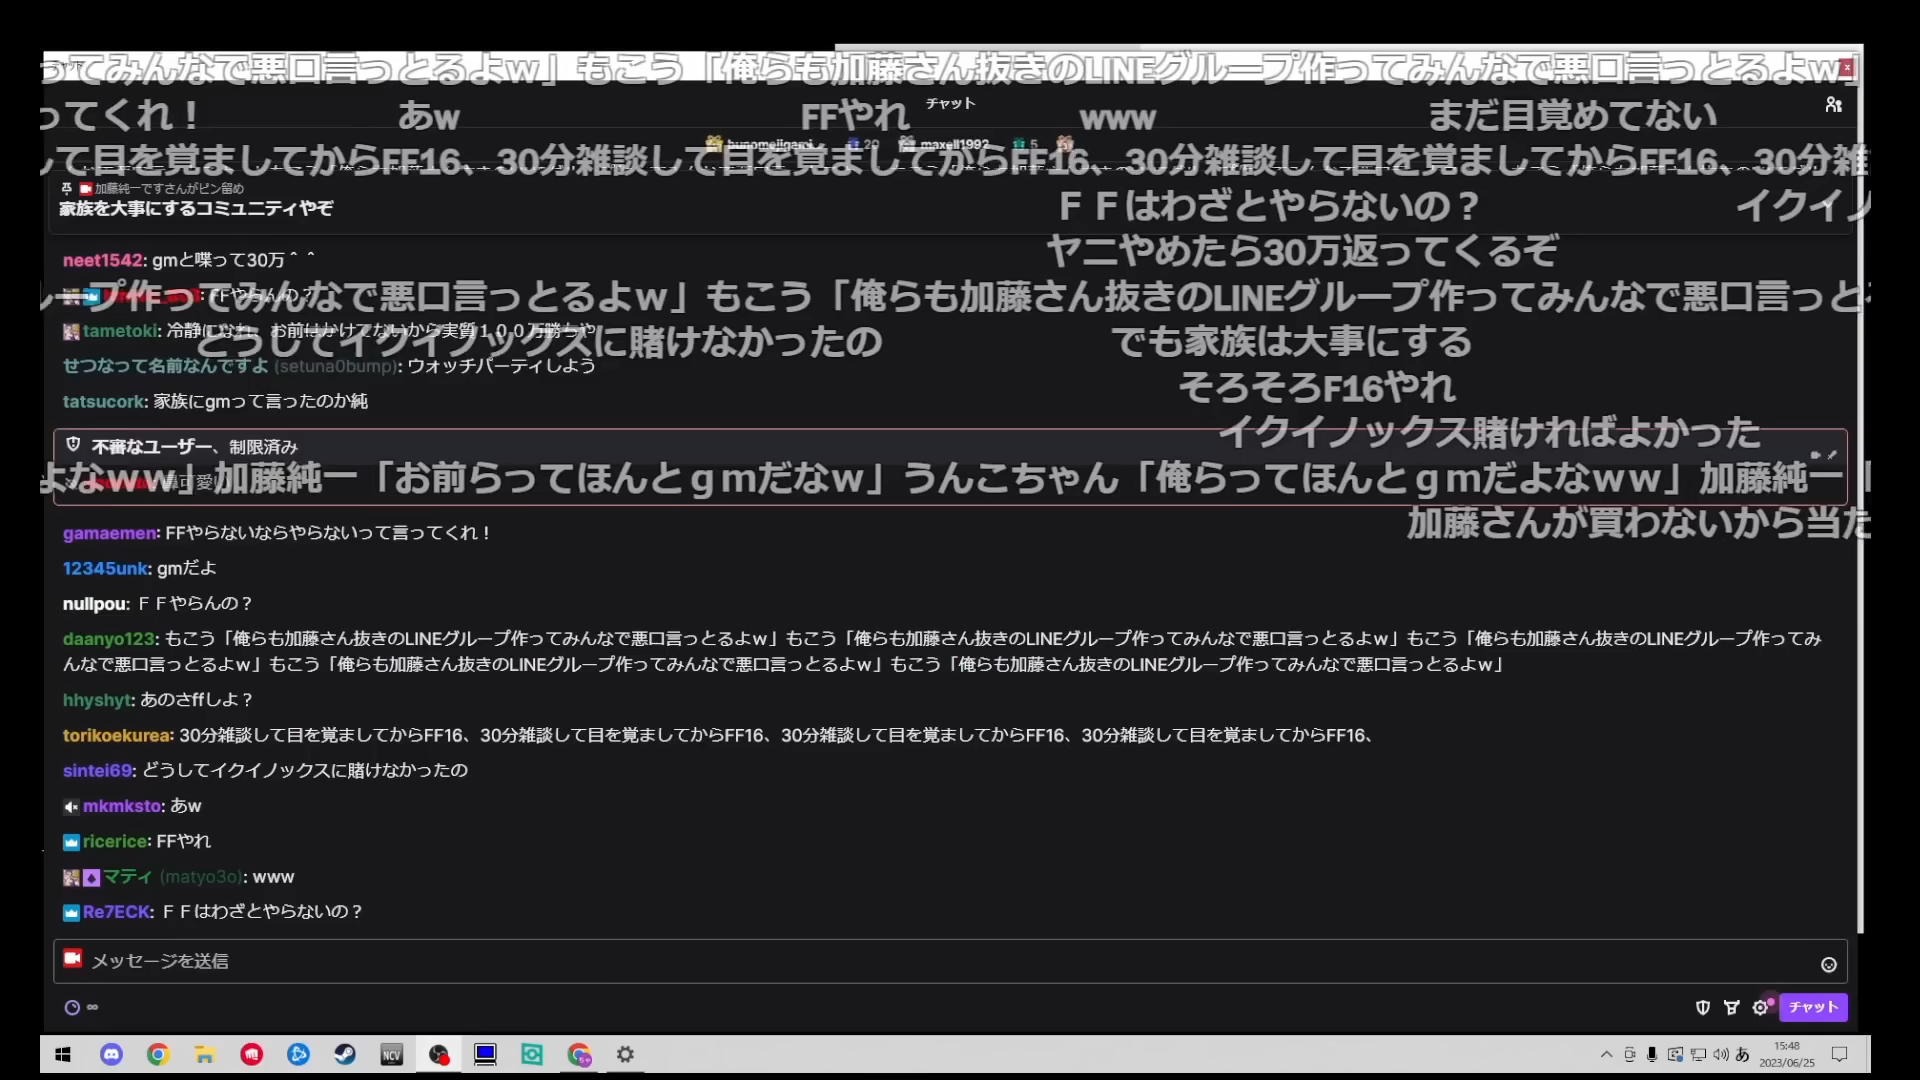 ってみんなで悪口言っとるよｗ」もこう「俺らも加藤さん抜きのLINEグループ作ってみんなで悪口言っとるよｗ」
ってくれ！ あw FFやれ www まだ目覚めてない
チャット
20 maxell1992 5
して目を覚ましてからFF16、30分雑談して目を覚ましてからFF16、30分雑談して目を覚ましてからFF16、30分雑
加藤純一ですさんがピン留め
家族を大事にするコミュニティやぞ
ＦＦはわざとやらないの？ イクイノ
ヤニやめたら30万返ってくるぞ
neet1542: gmと喋って30万＾＾
: FFやらんの？
ループ作ってみんなで悪口言っとるよｗ」もこう「俺らも加藤さん抜きのLINEグループ作ってみんなで悪口言っとる
tametoki: 冷静になれ、お前はかけてないから実質１００万勝ちや
どうしてイクイノックスに賭けなかったの でも家族は大事にする
せつなって名前なんですよ (setuna0bump): ウォッチパーティしよう
そろそろF16やれ
tatsucork: 家族にgmって言ったのか純
イクイノックス賭ければよかった
不審なユーザー、制限済み
よなｗｗ」加藤純一「お前らってほんとｇｍだなｗ」うんこちゃん「俺らってほんとｇｍだよなｗｗ」加藤純一「
加藤さんが買わないから当た
gamaemen: FFやらないならやらないって言ってくれ！
12345unk: gmだよ
nullpou: ＦＦやらんの？
daanyo123: もこう「俺らも加藤さん抜きのLINEグループ作ってみんなで悪口言っとるよｗ」もこう「俺らも加藤さん抜きのLINEグループ作ってみんなで悪口言っとるよｗ」もこう「俺らも加藤さん抜きのLINEグループ作ってみ
んなで悪口言っとるよｗ」もこう「俺らも加藤さん抜きのLINEグループ作ってみんなで悪口言っとるよｗ」もこう「俺らも加藤さん抜きのLINEグループ作ってみんなで悪口言っとるよｗ」
hhyshyt: あのさffしよ？
torikoekurea: 30分雑談して目を覚ましてからFF16、30分雑談して目を覚ましてからFF16、30分雑談して目を覚ましてからFF16、30分雑談して目を覚ましてからFF16、
sintei69: どうしてイクイノックスに賭けなかったの
mkmksto: あw
ricerice: FFやれ
マティ (matyo3o): www
Re7ECK: ＦＦはわざとやらないの？
メッセージを送信
∞ チャット
NCV あ 15:48
2023/06/25